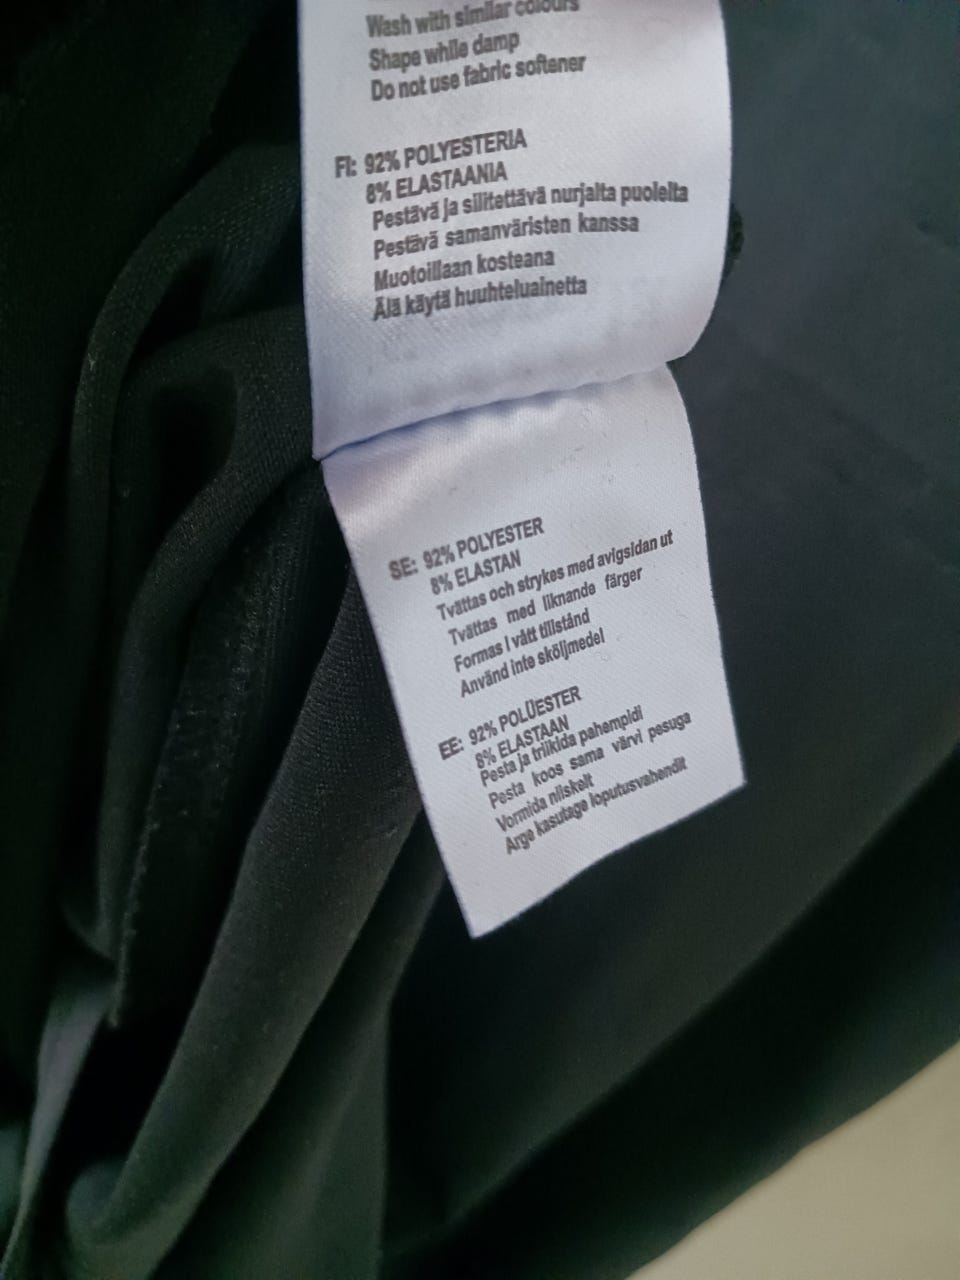 Wash with similar colours
Shape while damp
Do not use fabric softener
FI: 92% POLYESTERIA
8% ELASTAANIA
Pestävä ja silitettävä nurjalta puolelta
Pestävä samanväristen kanssa
Muotoillaan kosteana
Älä käytä huuhteluainetta
SE: 92% POLYESTER
8% ELASTAN
Tvättas och strykes med avigsidan ut
Tvättas med liknande färger
Formas I vått tillstånd
Använd inte sköljmedel
EE: 92% POLÜESTER
8% ELASTAAN
Pesta ja triikida pahempidi
Pesta koos sama värvi pesuga
Vormida niiskelt
Arge kasutage loputusvahendit